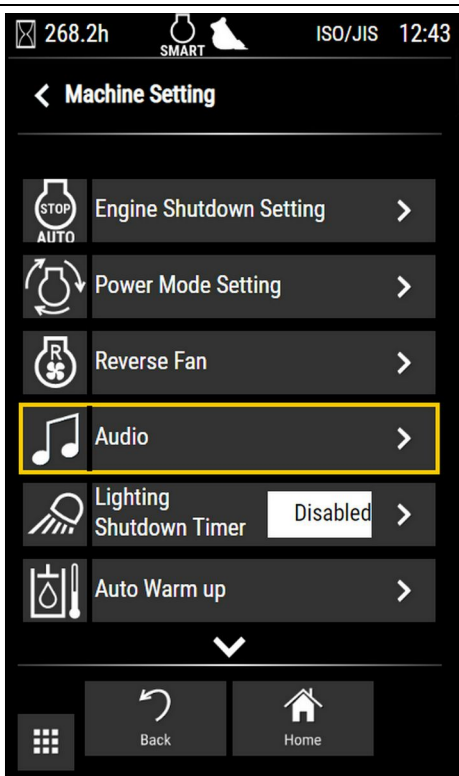 268.2h SMART ISO/JIS 12:43
Machine Setting
STOP
AUTO
Engine Shutdown Setting
Power Mode Setting
R
Reverse Fan
Audio
Lighting
Shutdown Timer
Disabled
Auto Warm up
Back
Home